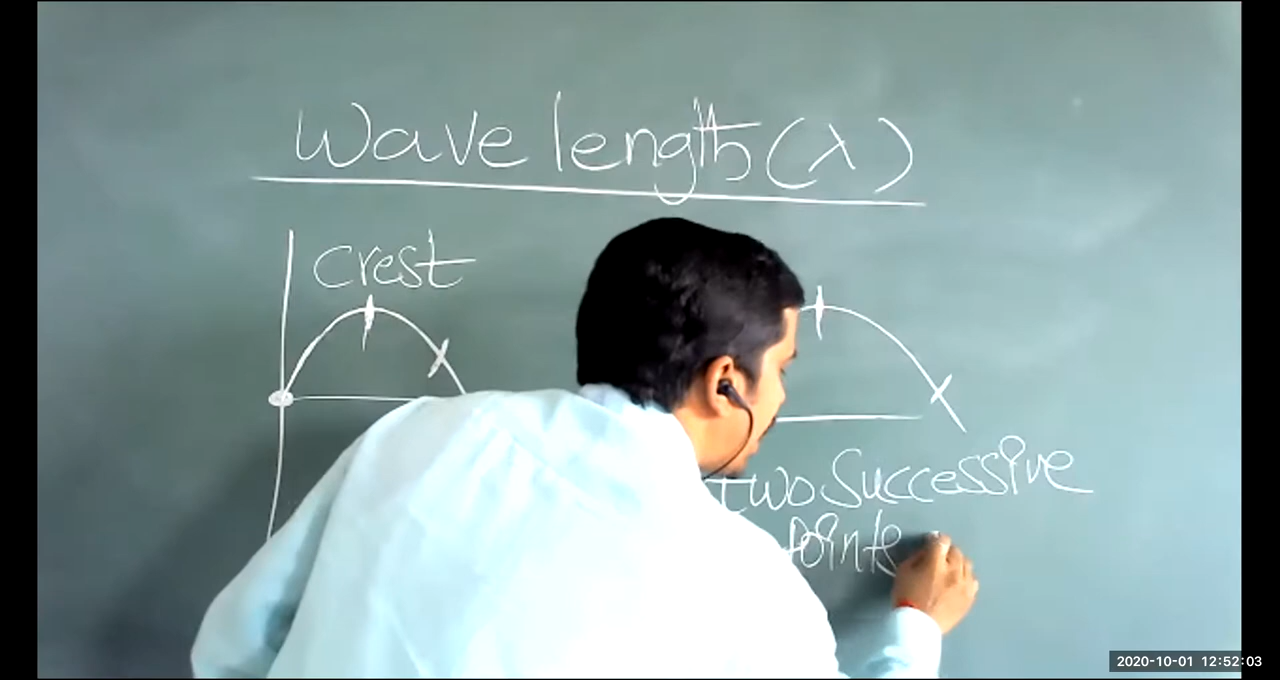 Wave length (λ)
Crest
two Successive
Points
2020-10-01 12:52:03